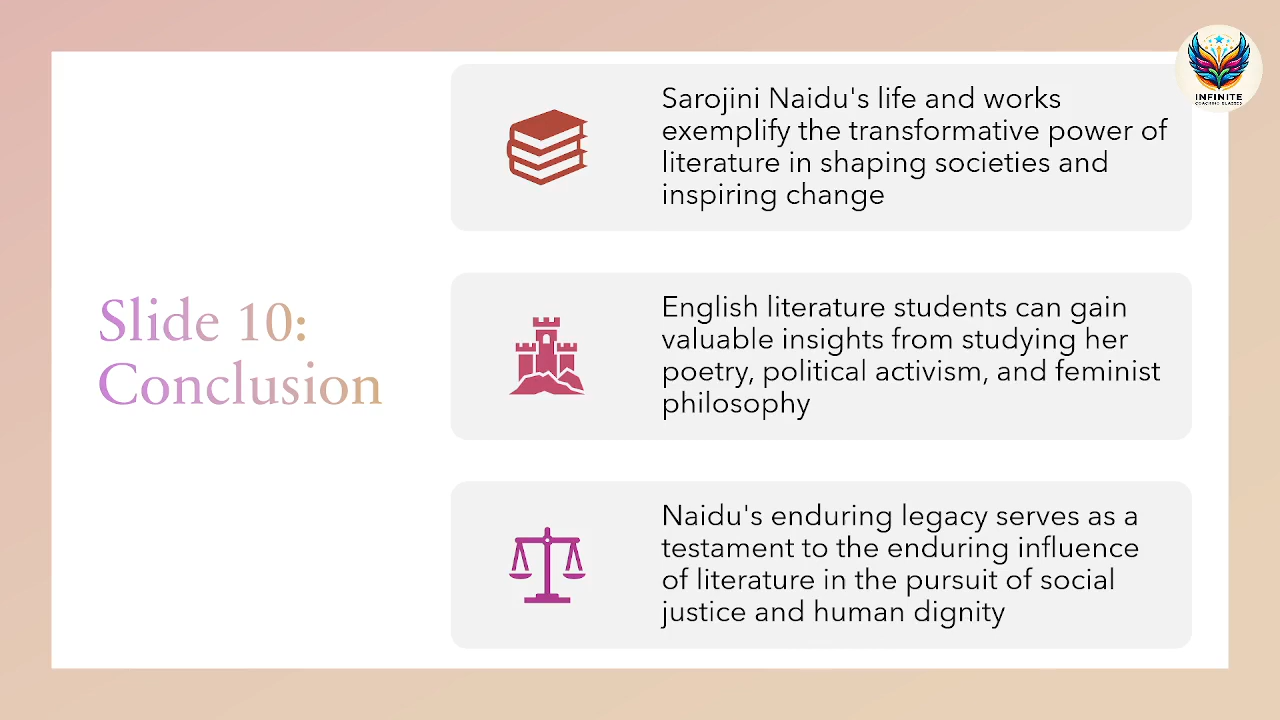 Slide 10:
Conclusion
Sarojini Naidu's life and works
exemplify the transformative power of
literature in shaping societies and
inspiring change
English literature students can gain
valuable insights from studying her
poetry, political activism, and feminist
philosophy
Naidu's enduring legacy serves as a
testament to the enduring influence
of literature in the pursuit of social
justice and human dignity
INFINITE
COACHING CLASSES